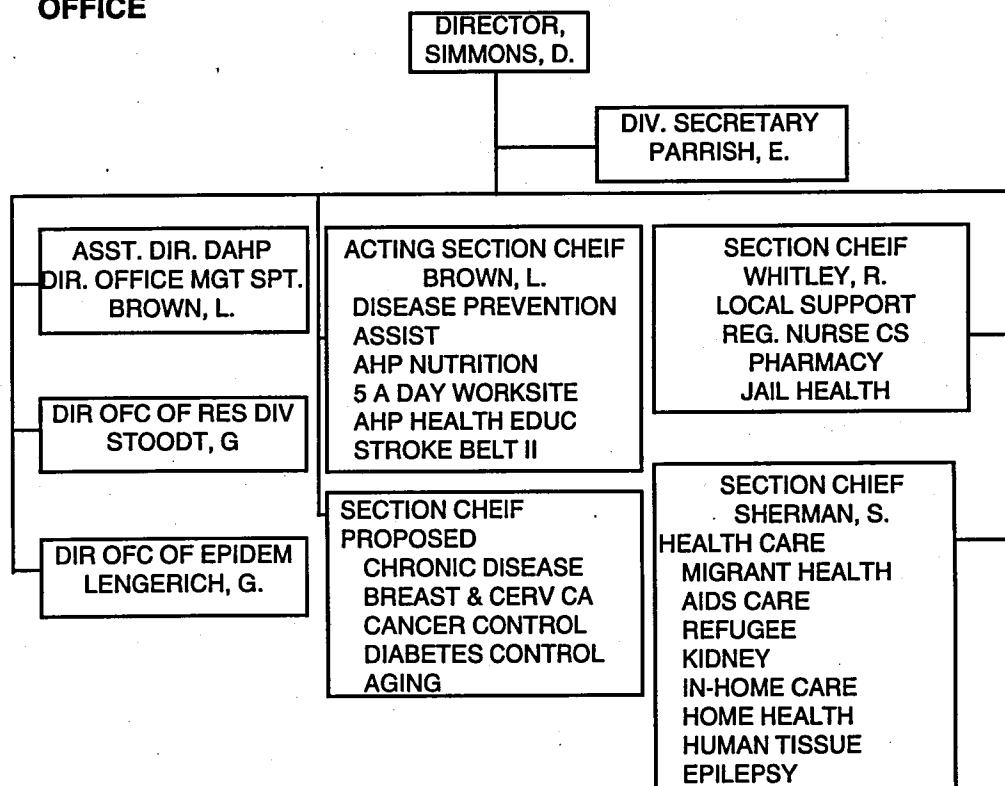 OFFICE
DIRECTOR,
SIMMONS, D.
DIV. SECRETARY
PARRISH, E.
ASST. DIR. DAHP
DIR. OFFICE MGT SPT.
BROWN, L.
DIR OFC OF RES DIV
STOODT, G
DIR OFC OF EPIDEM
LENGERICH, G.
ACTING SECTION CHEIF
BROWN, L.
DISEASE PREVENTION
ASSIST
AHP NUTRITION
5 A DAY WORKSITE
AHP HEALTH EDUC
STROKE BELT II
SECTION CHEIF
PROPOSED
CHRONIC DISEASE
BREAST & CERV CA
CANCER CONTROL
DIABETES CONTROL
AGING
SECTION CHEIF
WHITLEY, R.
LOCAL SUPPORT
REG. NURSE CS
PHARMACY
JAIL HEALTH
SECTION CHIEF
SHERMAN, S.
HEALTH CARE
MIGRANT HEALTH
AIDS CARE
REFUGEE
KIDNEY
IN-HOME CARE
HOME HEALTH
HUMAN TISSUE
EPILEPSY